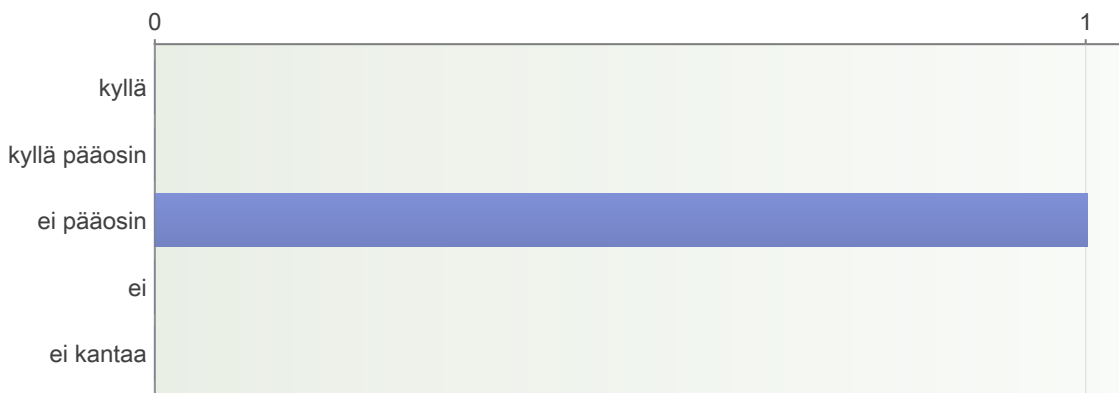 0 1
kyllä
kyllä pääosin
ei pääosin
ei
ei kantaa